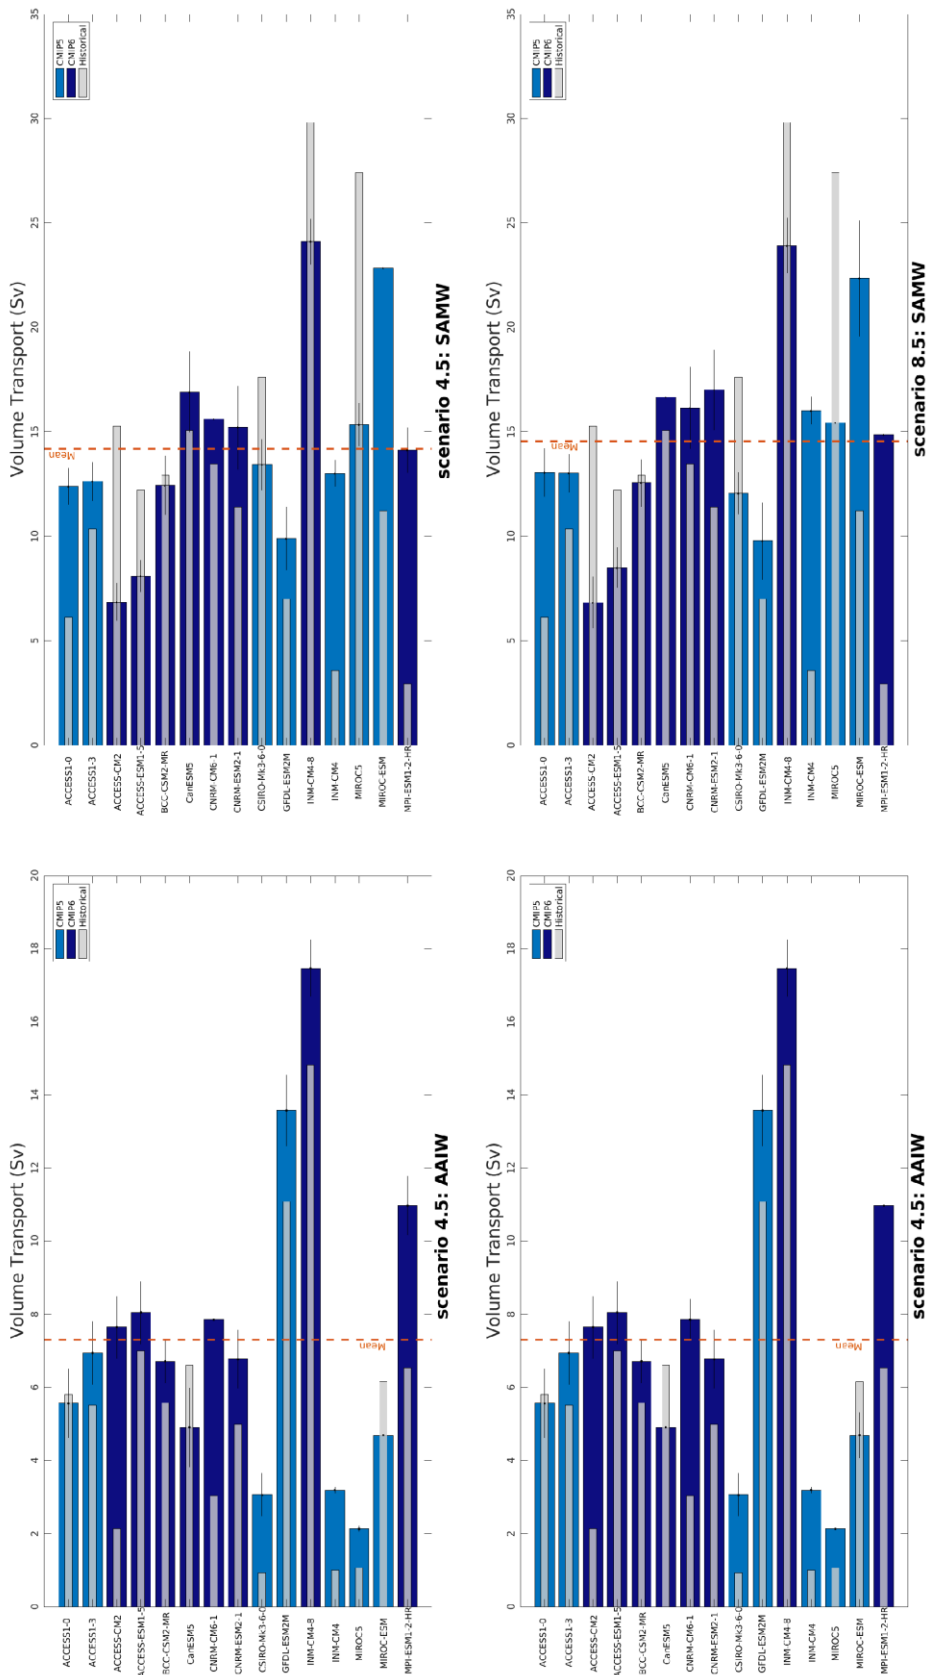 Volume Transport (Sv)
0
5
10
15
20
25
30
35
CMIP5
CMIP6
Historical
Mean
ACCESS1-0
ACCESS1-3
ACCESS-CM2
ACCESS-ESM1-5
BCC-CSM2-MR
CanESM5
CNRM-CM6-1
CNRM-ESM2-1
CSIRO-Mk3-6-0
GFDL-ESM2M
INM-CM4-8
INM-CM4
MIROC5
MIROC-ESM
MPI-ESM1-2-HR
scenario 4.5: SAMW
Volume Transport (Sv)
0
5
10
15
20
25
30
35
CMIP5
CMIP6
Historical
Mean
ACCESS1-0
ACCESS1-3
ACCESS-CM2
ACCESS-ESM1-5
BCC-CSM2-MR
CanESM5
CNRM-CM6-1
CNRM-ESM2-1
CSIRO-Mk3-6-0
GFDL-ESM2M
INM-CM4-8
INM-CM4
MIROC5
MIROC-ESM
MPI-ESM1-2-HR
scenario 8.5: SAMW
Volume Transport (Sv)
0
2
4
6
8
10
12
14
16
18
20
CMIP5
CMIP6
Historical
Mean
ACCESS1-0
ACCESS1-3
ACCESS-CM2
ACCESS-ESM1-5
BCC-CSM2-MR
CanESM5
CNRM-CM6-1
CNRM-ESM2-1
CSIRO-Mk3-6-0
GFDL-ESM2M
INM-CM4-8
INM-CM4
MIROC5
MIROC-ESM
MPI-ESM1-2-HR
scenario 4.5: AAIW
Volume Transport (Sv)
0
2
4
6
8
10
12
14
16
18
20
CMIP5
CMIP6
Historical
Mean
ACCESS1-0
ACCESS1-3
ACCESS-CM2
ACCESS-ESM1-5
BCC-CSM2-MR
CanESM5
CNRM-CM6-1
CNRM-ESM2-1
CSIRO-Mk3-6-0
GFDL-ESM2M
INM-CM4-8
INM-CM4
MIROC5
MIROC-ESM
MPI-ESM1-2-HR
scenario 4.5: AAIW